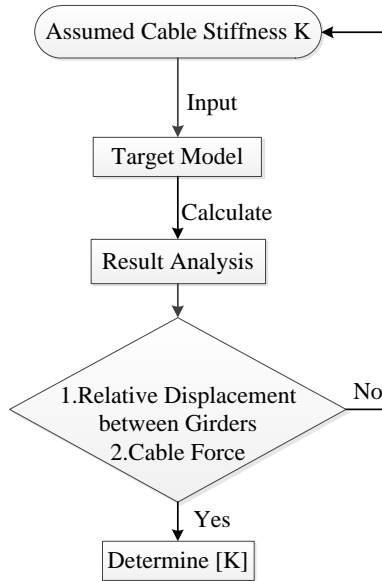 Assumed Cable Stiffness K
Input
Target Model
Calculate
Result Analysis
1.Relative Displacement
between Girders
2.Cable Force
No
Yes
Determine [K]